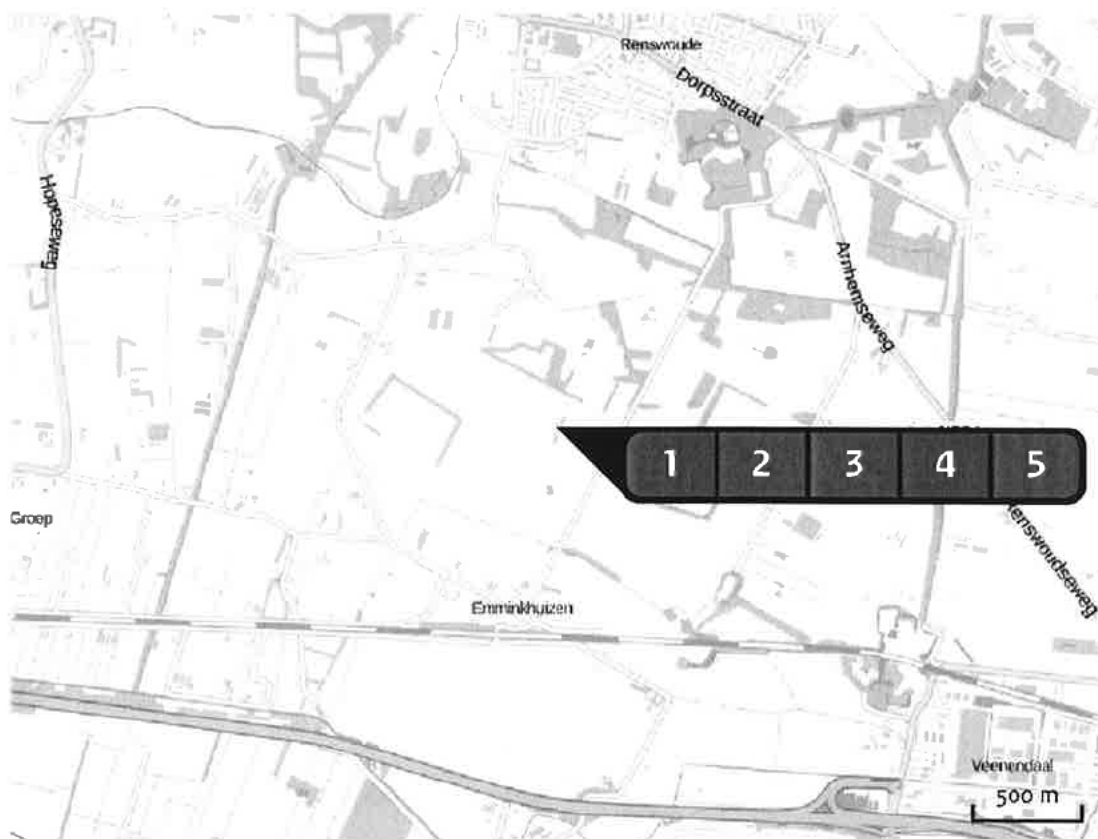 Renswoude
Dorpsstraat
Hopeseweg
Arnhemseweg
1 2 3 4 5
Groep
Renswoudseweg
Emminkhuizen
Veenendaal
500 m